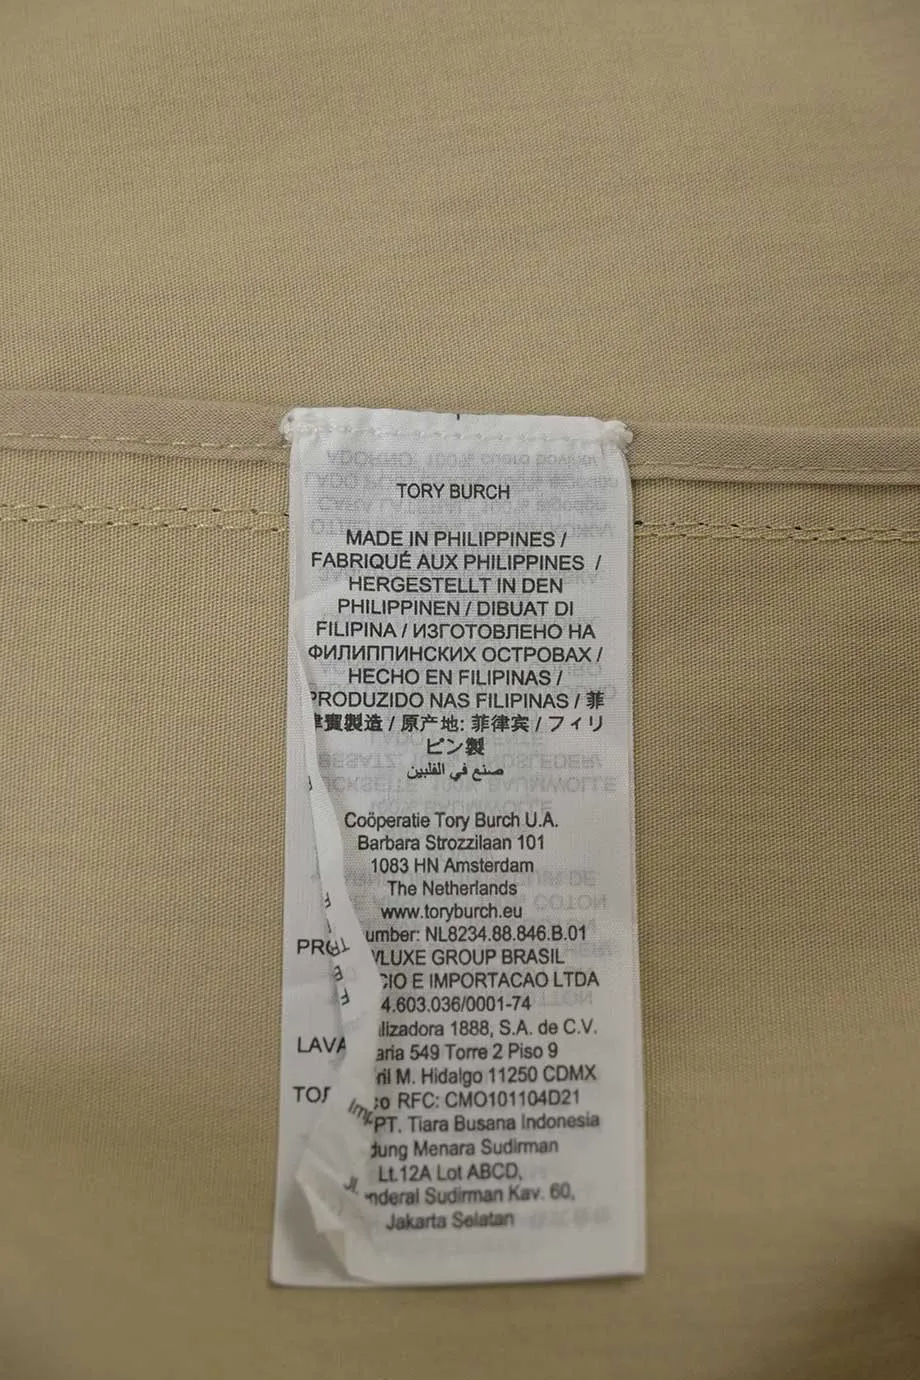 TORY BURCH
MADE IN PHILIPPINES /
FABRIQUÉ AUX PHILIPPINES /
HERGESTELLT IN DEN
PHILIPPINEN / DIBUAT DI
FILIPINA / ИЗГОТОВЛЕНО НА
ФИЛИППИНСКИХ ОСТРОВАХ /
HECHO EN FILIPINAS /
PRODUZIDO NAS FILIPINAS / 菲
律賓製造 / 原产地: 菲律宾 / フィリ
ピン製
صنع في الفلبين
Coöperatie Tory Burch U.A.
Barbara Strozzilaan 101
1083 HN Amsterdam
The Netherlands
www.toryburch.eu
umber: NL8234.88.846.B.01
LUXE GROUP BRASIL
CIO E IMPORTACAO LTDA
4.603.036/0001-74
lizadora 1888, S.A. de C.V.
aria 549 Torre 2 Piso 9
ril M. Hidalgo 11250 CDMX
co RFC: CMO101104D21
PT. Tiara Busana Indonesia
dung Menara Sudirman
Lt.12A Lot ABCD,
nderal Sudirman Kav. 60,
Jakarta Selatan
PRO
LAVA